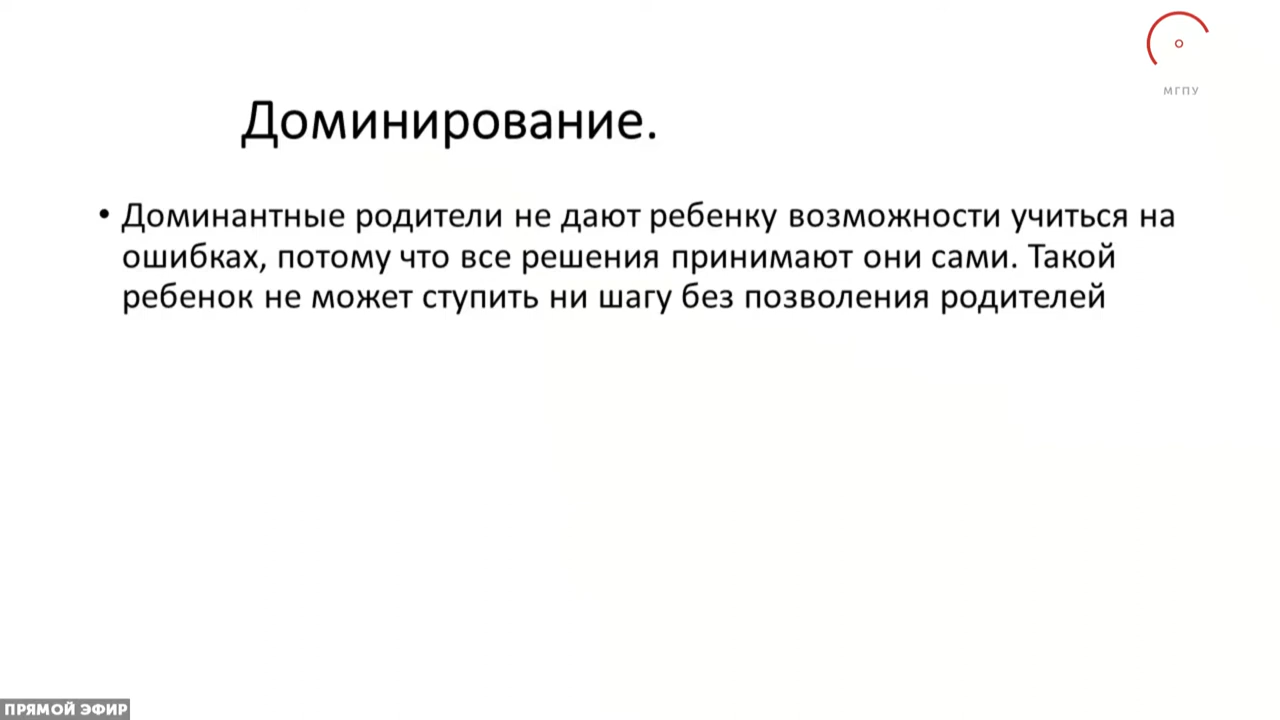 МГПУ
Доминирование.
• Доминантные родители не дают ребенку возможности учиться на
ошибках, потому что все решения принимают они сами. Такой
ребенок не может ступить ни шагу без позволения родителей
ПРЯМОЙ ЭФИР